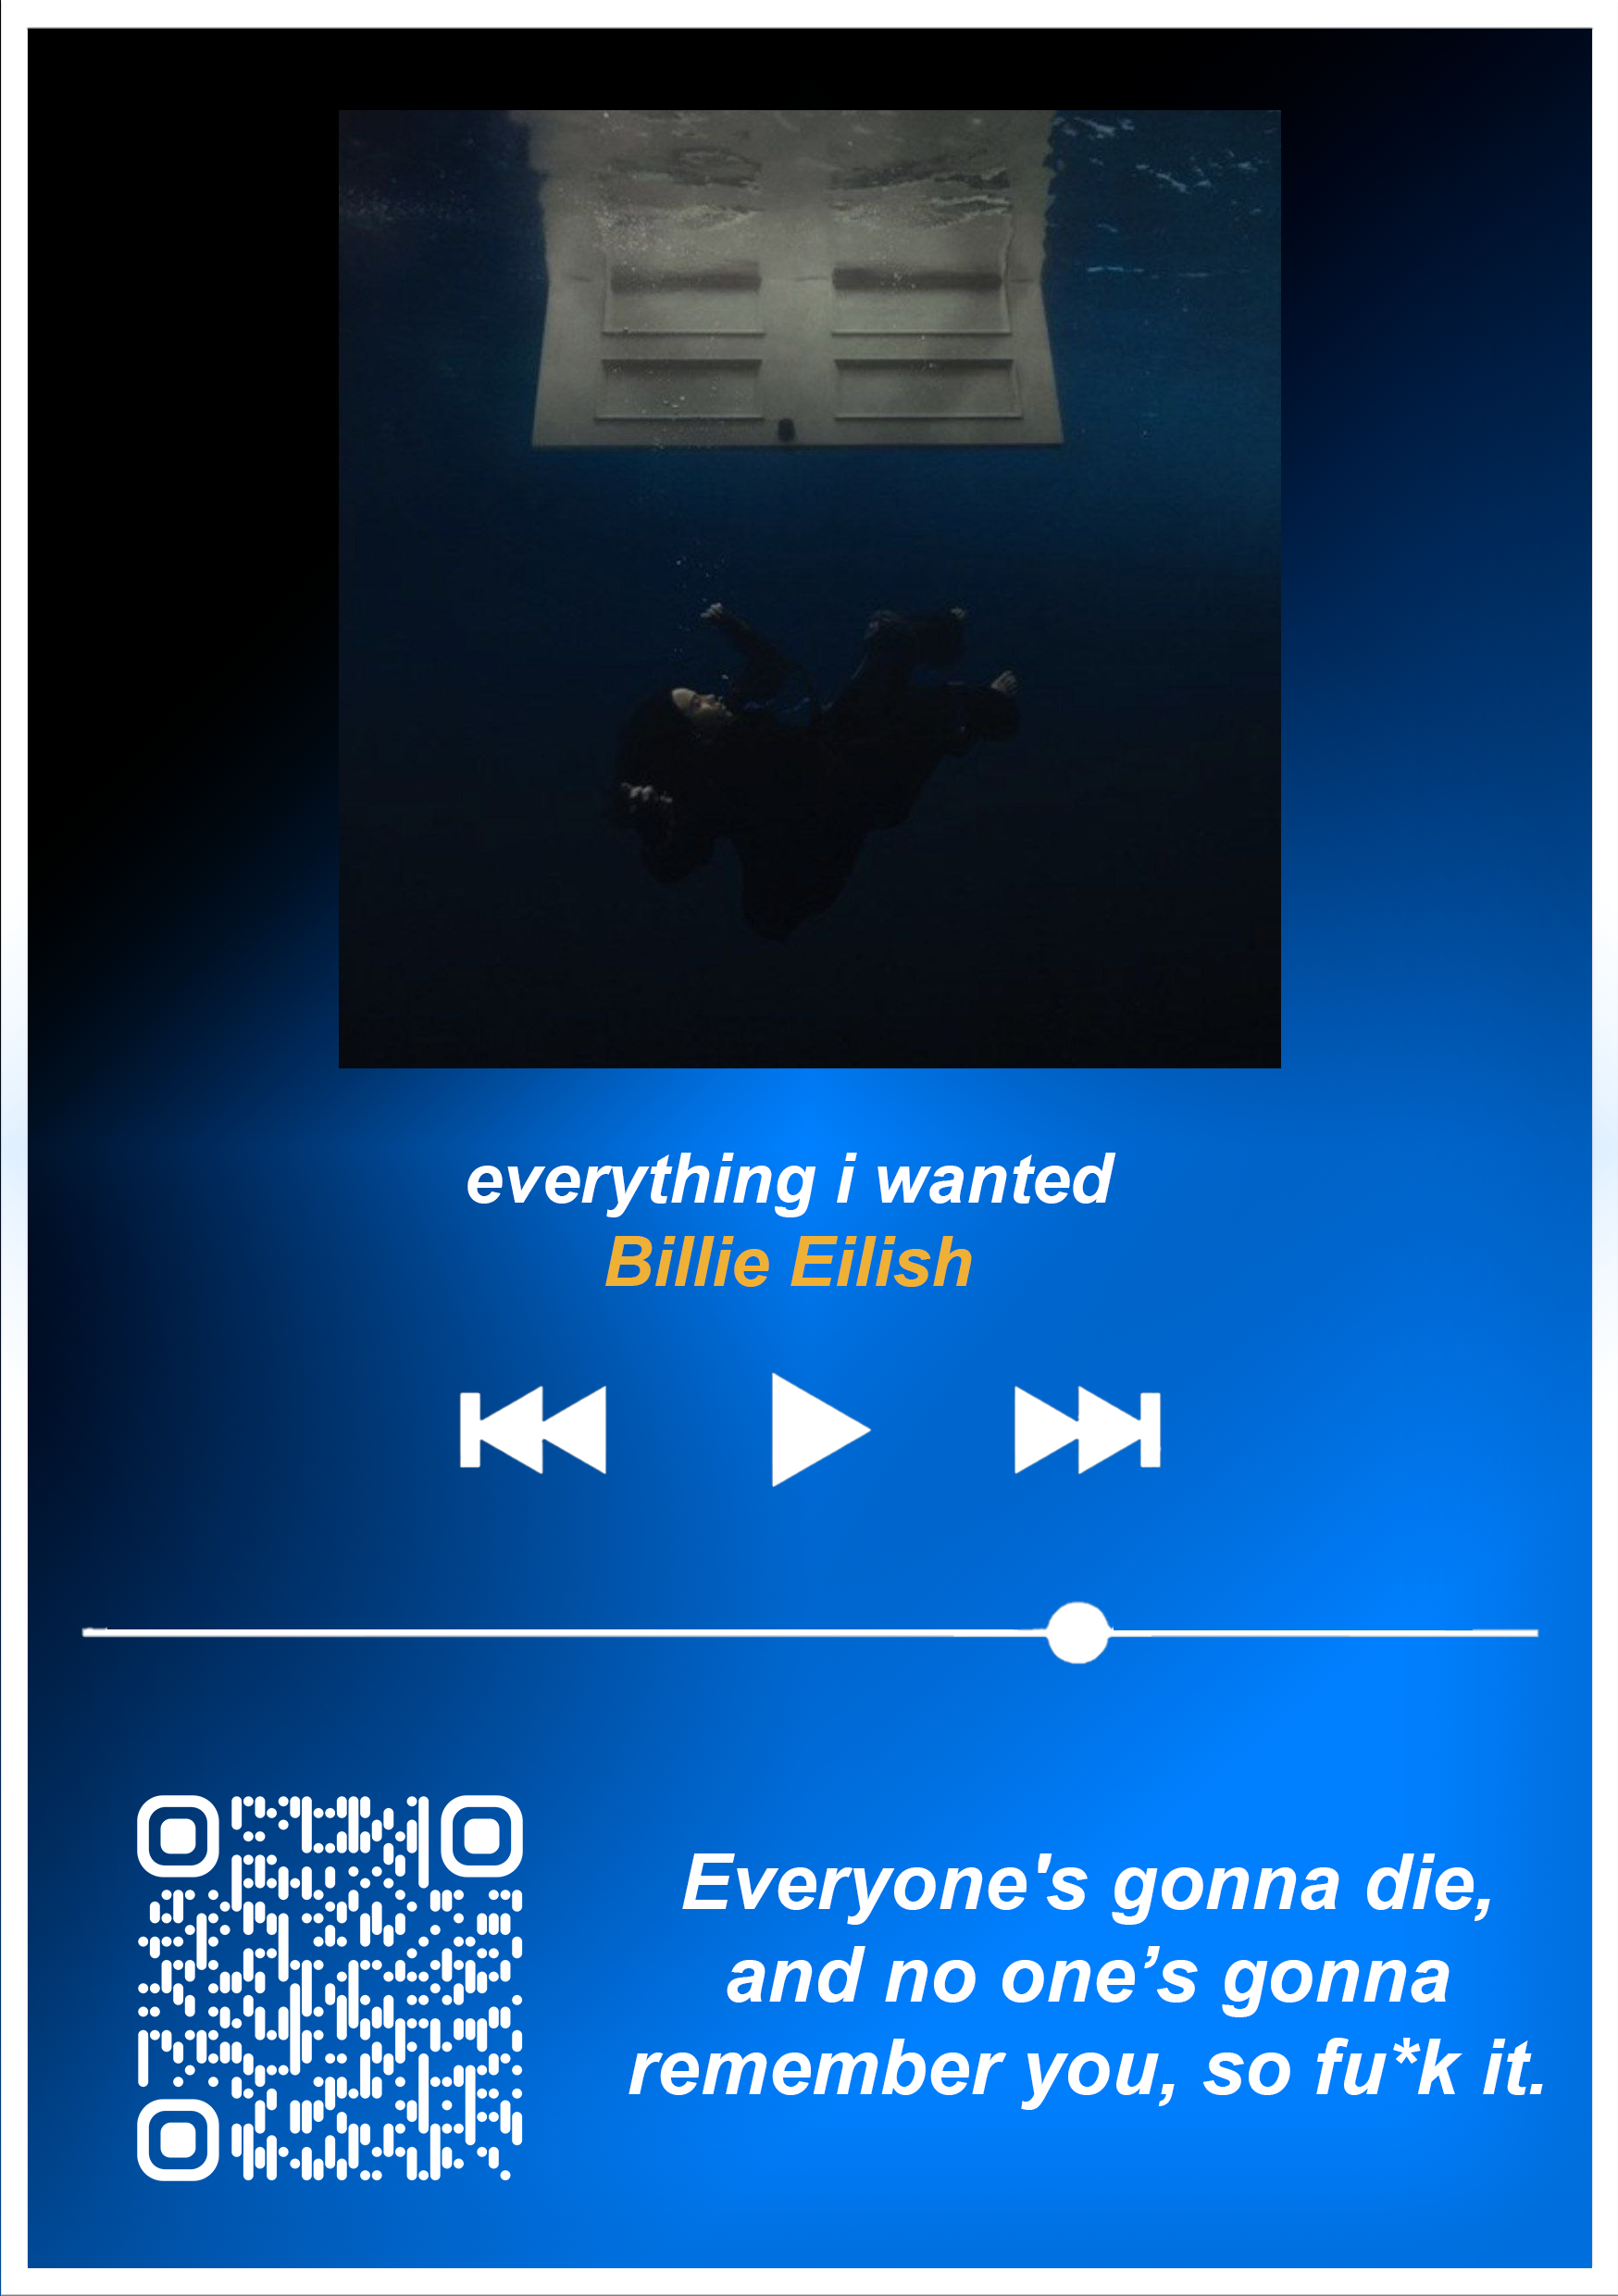 everything i wanted
Billie Eilish
Everyone's gonna die,
and no one’s gonna
remember you, so fu*k it.